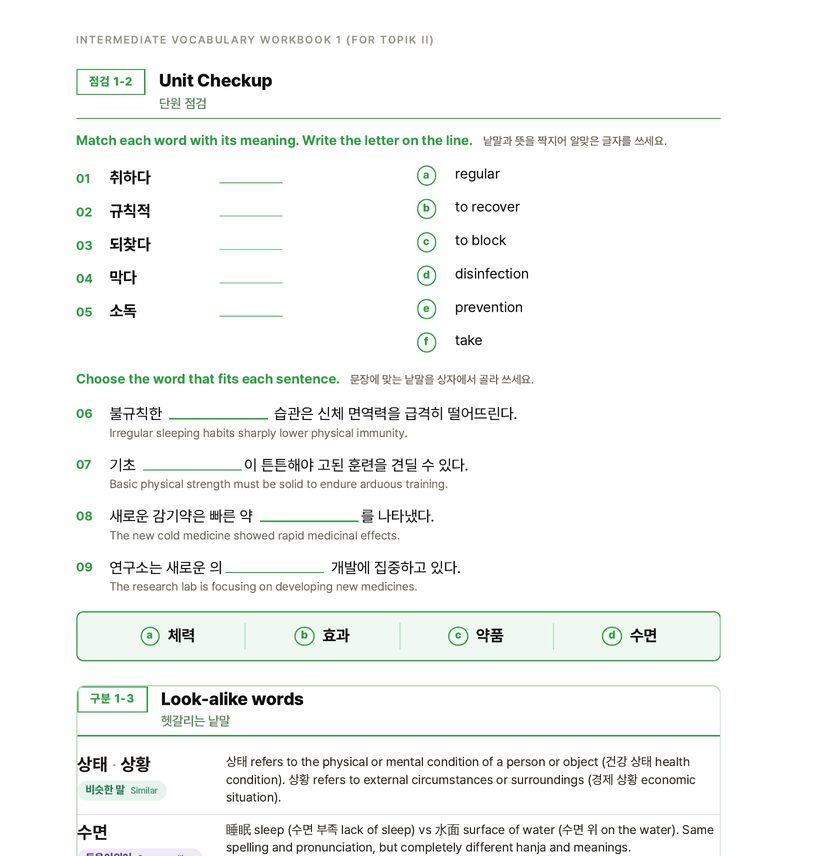 INTERMEDIATE VOCABULARY WORKBOOK 1 (FOR TOPIK II)
점검 1-2 Unit Checkup
단원 점검
Match each word with its meaning. Write the letter on the line. 낱말과 뜻을 짝지어 알맞은 글자를 쓰세요.
01 취하다 a regular
02 규칙적 b to recover
03 되찾다 c to block
04 막다 d disinfection
05 소독 e prevention
f take
Choose the word that fits each sentence. 문장에 맞는 낱말을 상자에서 골라 쓰세요.
06 불규칙한 습관은 신체 면역력을 급격히 떨어뜨린다.
Irregular sleeping habits sharply lower physical immunity.
07 기초 이 튼튼해야 고된 훈련을 견딜 수 있다.
Basic physical strength must be solid to endure arduous training.
08 새로운 감기약은 빠른 약 를 나타냈다.
The new cold medicine showed rapid medicinal effects.
09 연구소는 새로운 의 개발에 집중하고 있다.
The research lab is focusing on developing new medicines.
a 체력 b 효과 c 약품 d 수면
구분 1-3 Look-alike words
헷갈리는 낱말
상태 · 상황 상태 refers to the physical or mental condition of a person or object (건강 상태 health
condition). 상황 refers to external circumstances or surroundings (경제 상황 economic
situation).
비슷한 말 Similar
수면 睡眠 sleep (수면 부족 lack of sleep) vs 水面 surface of water (수면 위 on the water). Same
spelling and pronunciation, but completely different hanja and meanings.